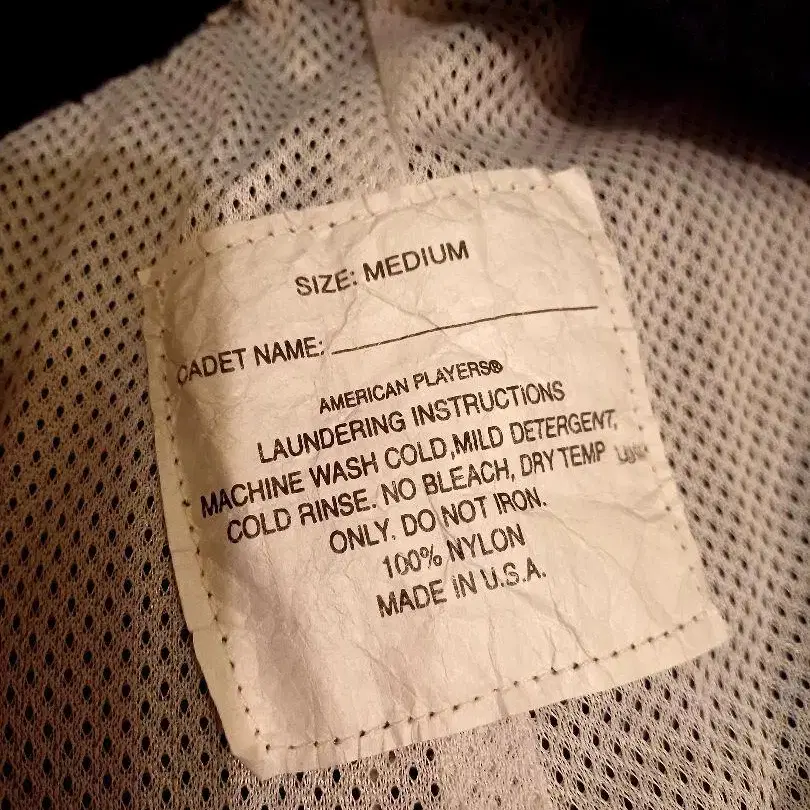 SIZE: MEDIUM
CADET NAME:
AMERICAN PLAYERS®
LAUNDERING INSTRUCTIONS
MACHINE WASH COLD,MILD DETERGENT,
COLD RINSE. NO BLEACH, DRY TEMP
ONLY. DO NOT IRON.
100% NYLON
MADE IN U.S.A.